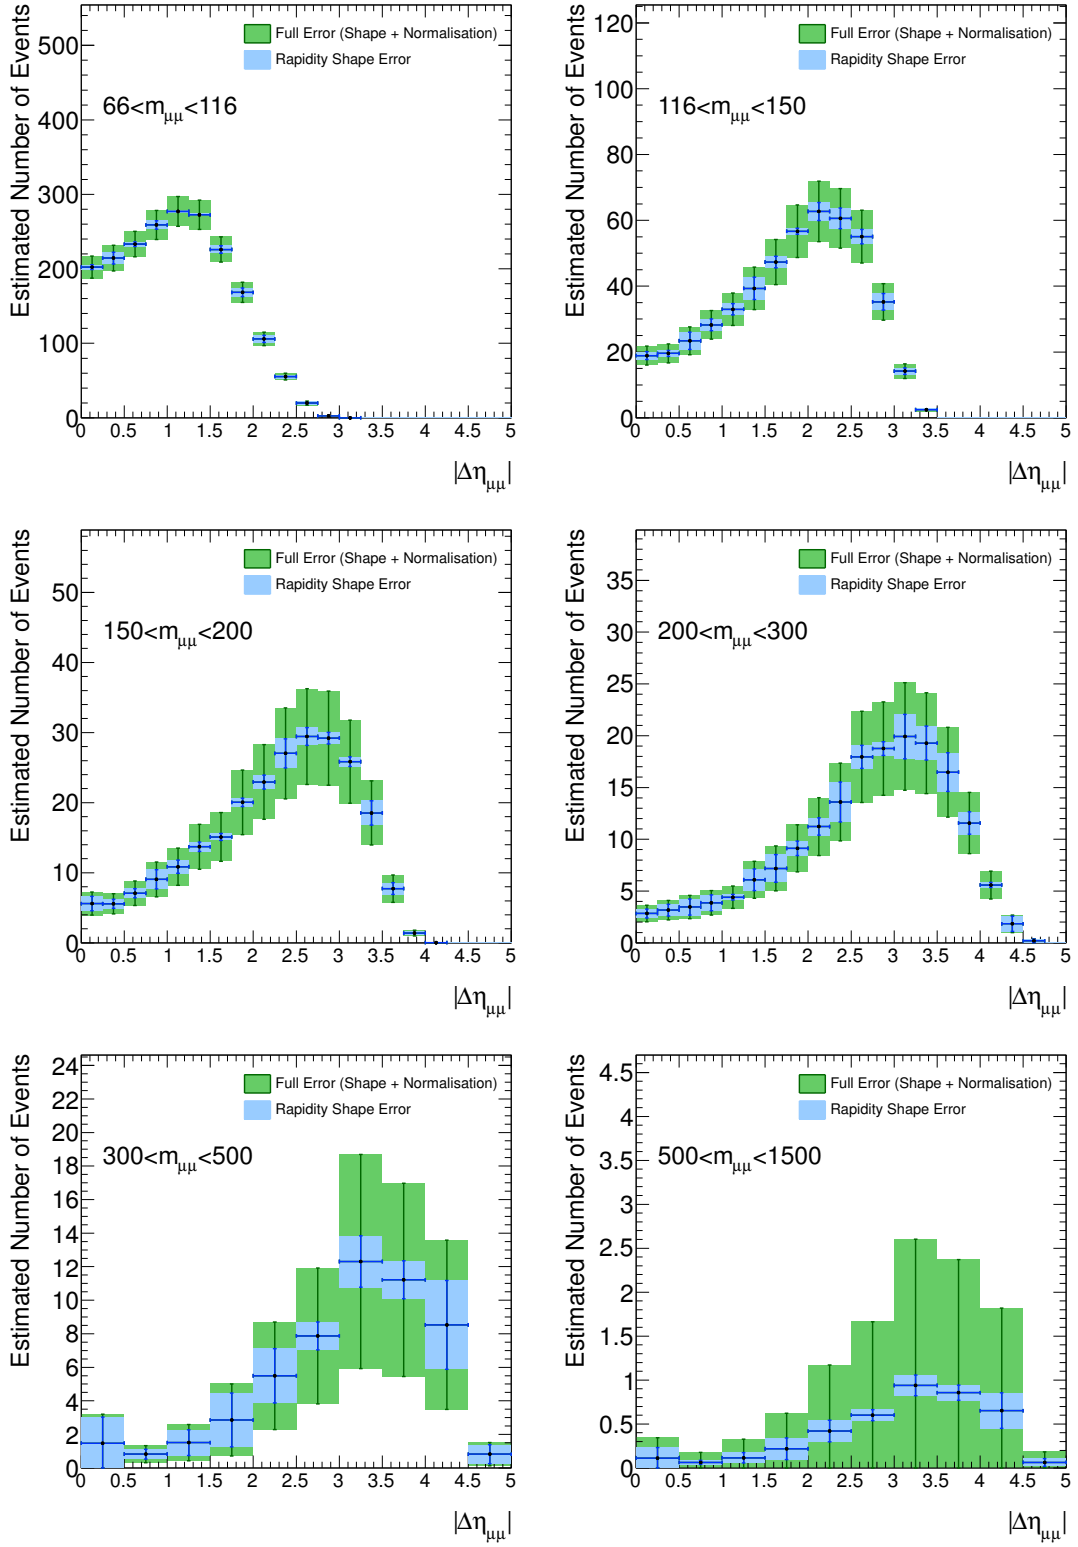 Estimated Number of Events
Full Error (Shape + Normalisation)
Rapidity Shape Error
66<m_μμ<116
500
400
300
200
100
0
0 0.5 1 1.5 2 2.5 3 3.5 4 4.5 5
|Δη_μμ|
Estimated Number of Events
Full Error (Shape + Normalisation)
Rapidity Shape Error
116<m_μμ<150
120
100
80
60
40
20
0
0 0.5 1 1.5 2 2.5 3 3.5 4 4.5 5
|Δη_μμ|
Estimated Number of Events
Full Error (Shape + Normalisation)
Rapidity Shape Error
150<m_μμ<200
50
40
30
20
10
0
0 0.5 1 1.5 2 2.5 3 3.5 4 4.5 5
|Δη_μμ|
Estimated Number of Events
Full Error (Shape + Normalisation)
Rapidity Shape Error
200<m_μμ<300
35
30
25
20
15
10
5
0
0 0.5 1 1.5 2 2.5 3 3.5 4 4.5 5
|Δη_μμ|
Estimated Number of Events
Full Error (Shape + Normalisation)
Rapidity Shape Error
300<m_μμ<500
24
22
20
18
16
14
12
10
8
6
4
2
0
0 0.5 1 1.5 2 2.5 3 3.5 4 4.5 5
|Δη_μμ|
Estimated Number of Events
Full Error (Shape + Normalisation)
Rapidity Shape Error
500<m_μμ<1500
4.5
4
3.5
3
2.5
2
1.5
1
0.5
0
0 0.5 1 1.5 2 2.5 3 3.5 4 4.5 5
|Δη_μμ|